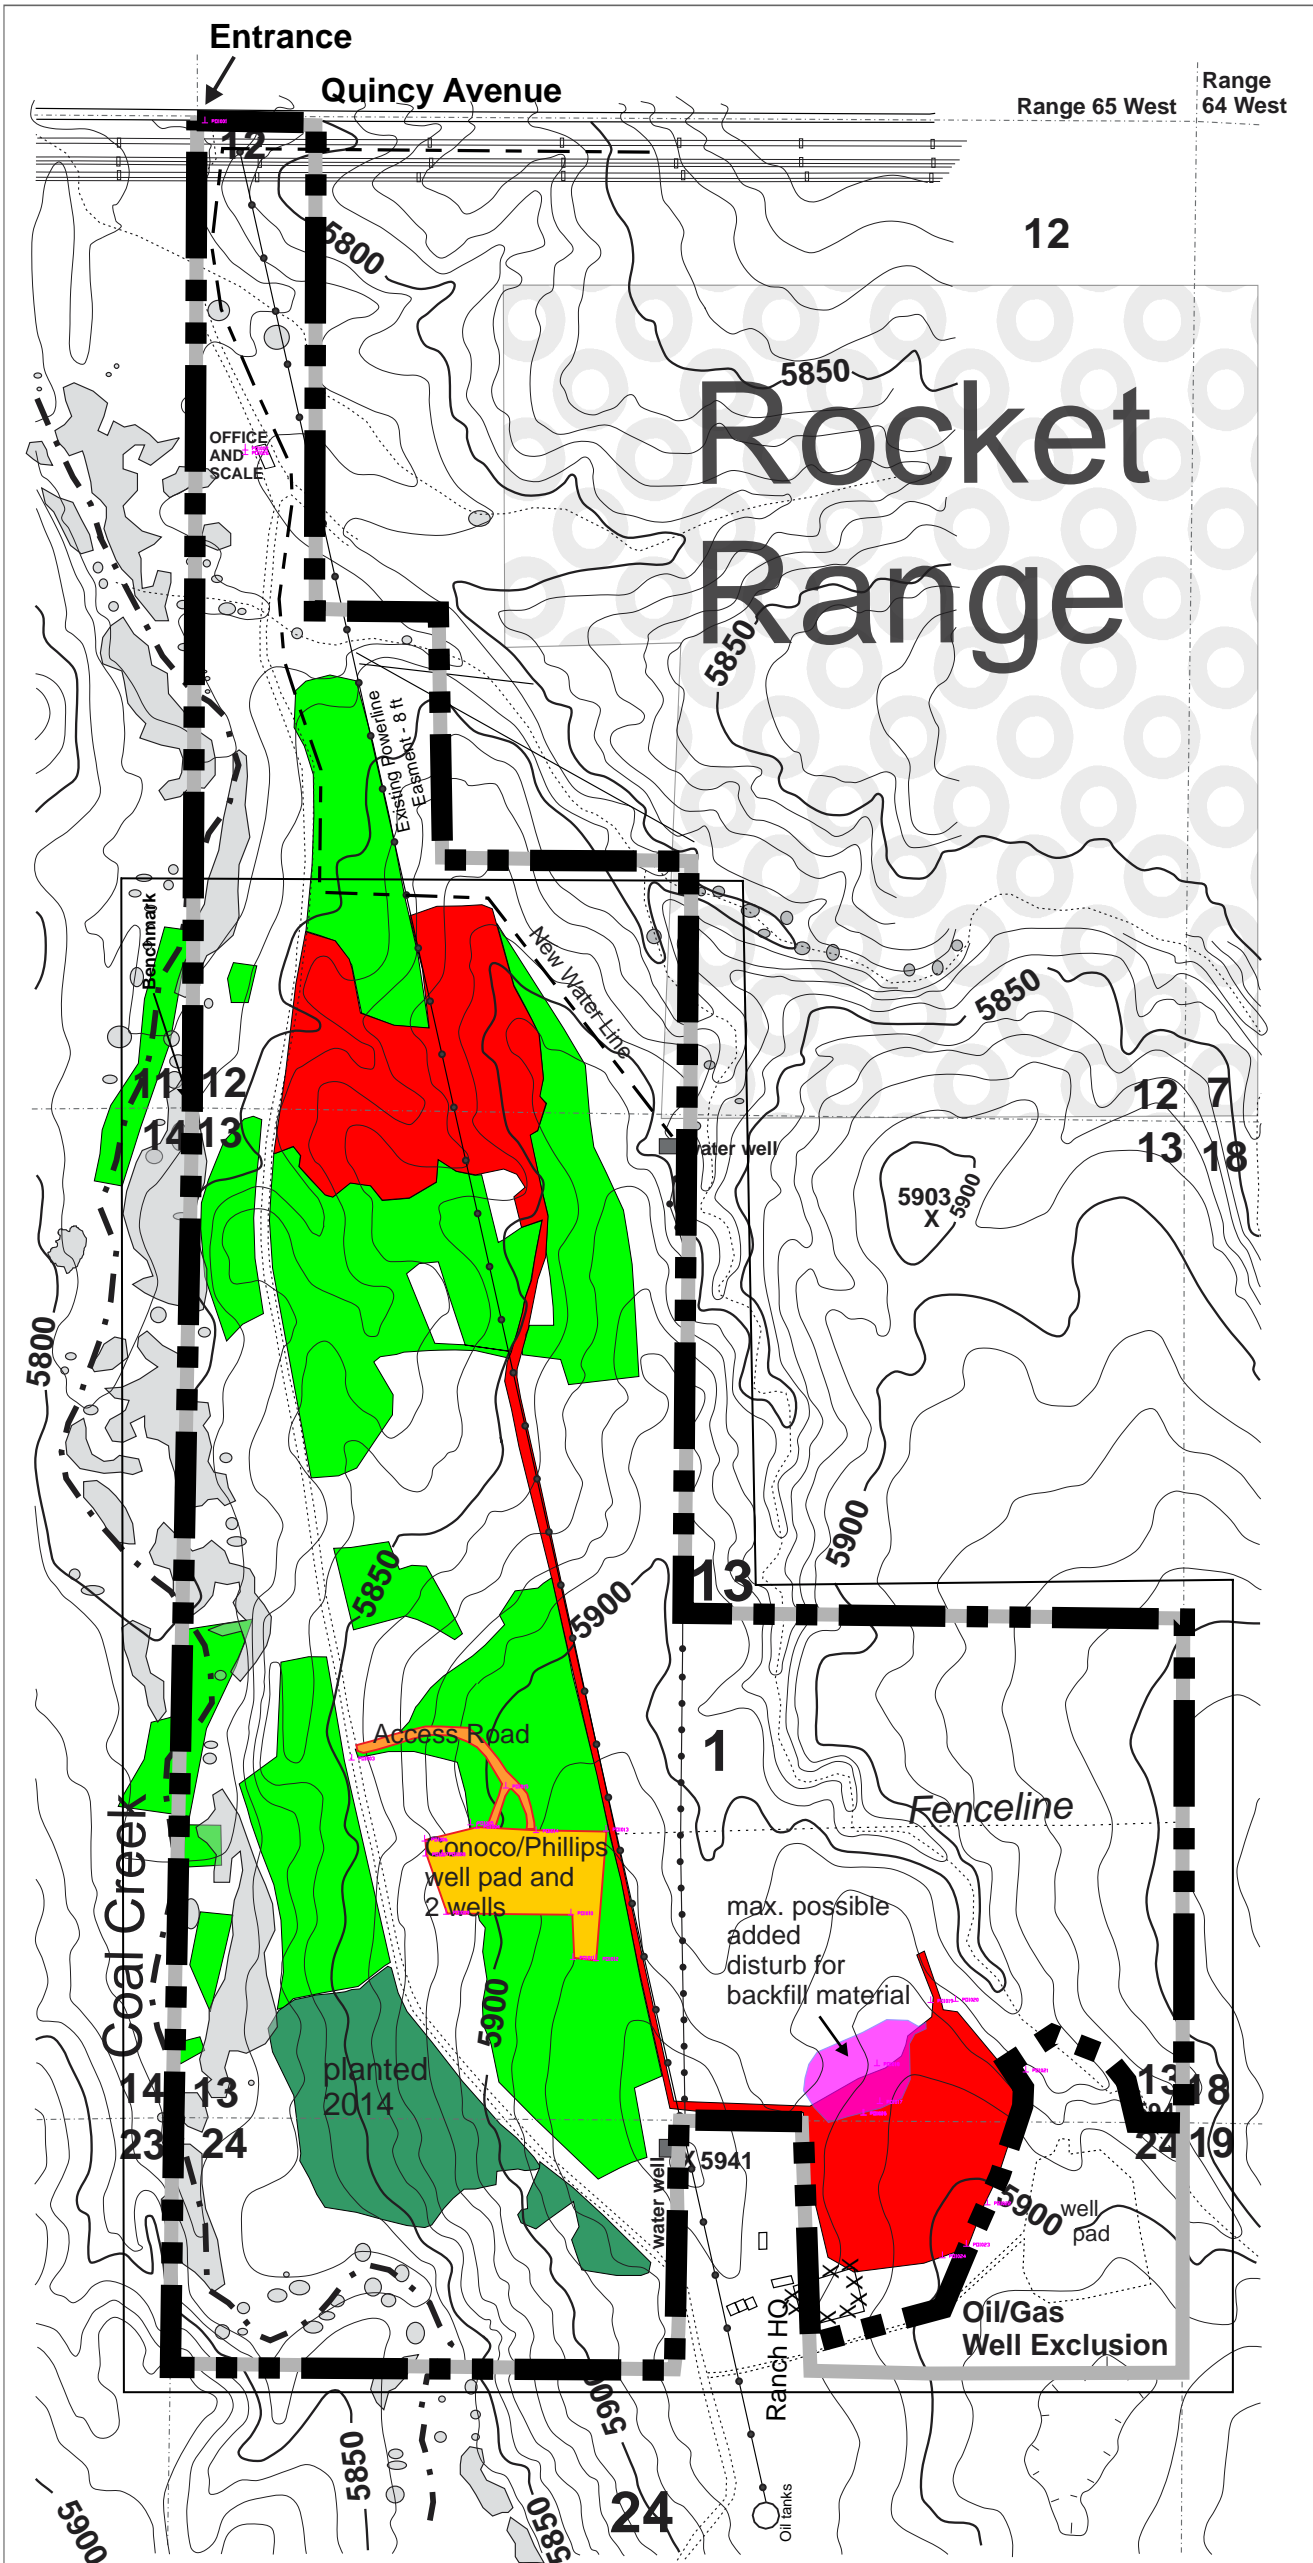 Entrance
Quincy Avenue
Range 65 West
Range
64 West
12
12
5800
5850
Rocket
Range
OFFICE
AND
SCALE
5850
Existing Powerline
Easment - 8 ft
Benchmark
New Water Line
5850
11 12
14 13
12 7
13 18
water well
5903
X
5900
5800
5900
13
5850
5900
1
Access Road
Fenceline
Conoco/Phillips
well pad and
2 wells
max. possible
added
disturb for
backfill material
Coal Creek
5900
planted
2014
14 13
23 24
13 18
24 19
X 5941
water well
5900
well
pad
Oil/Gas
Well Exclusion
Ranch HQ
5900
5850
24
Oil tanks
5900
5850